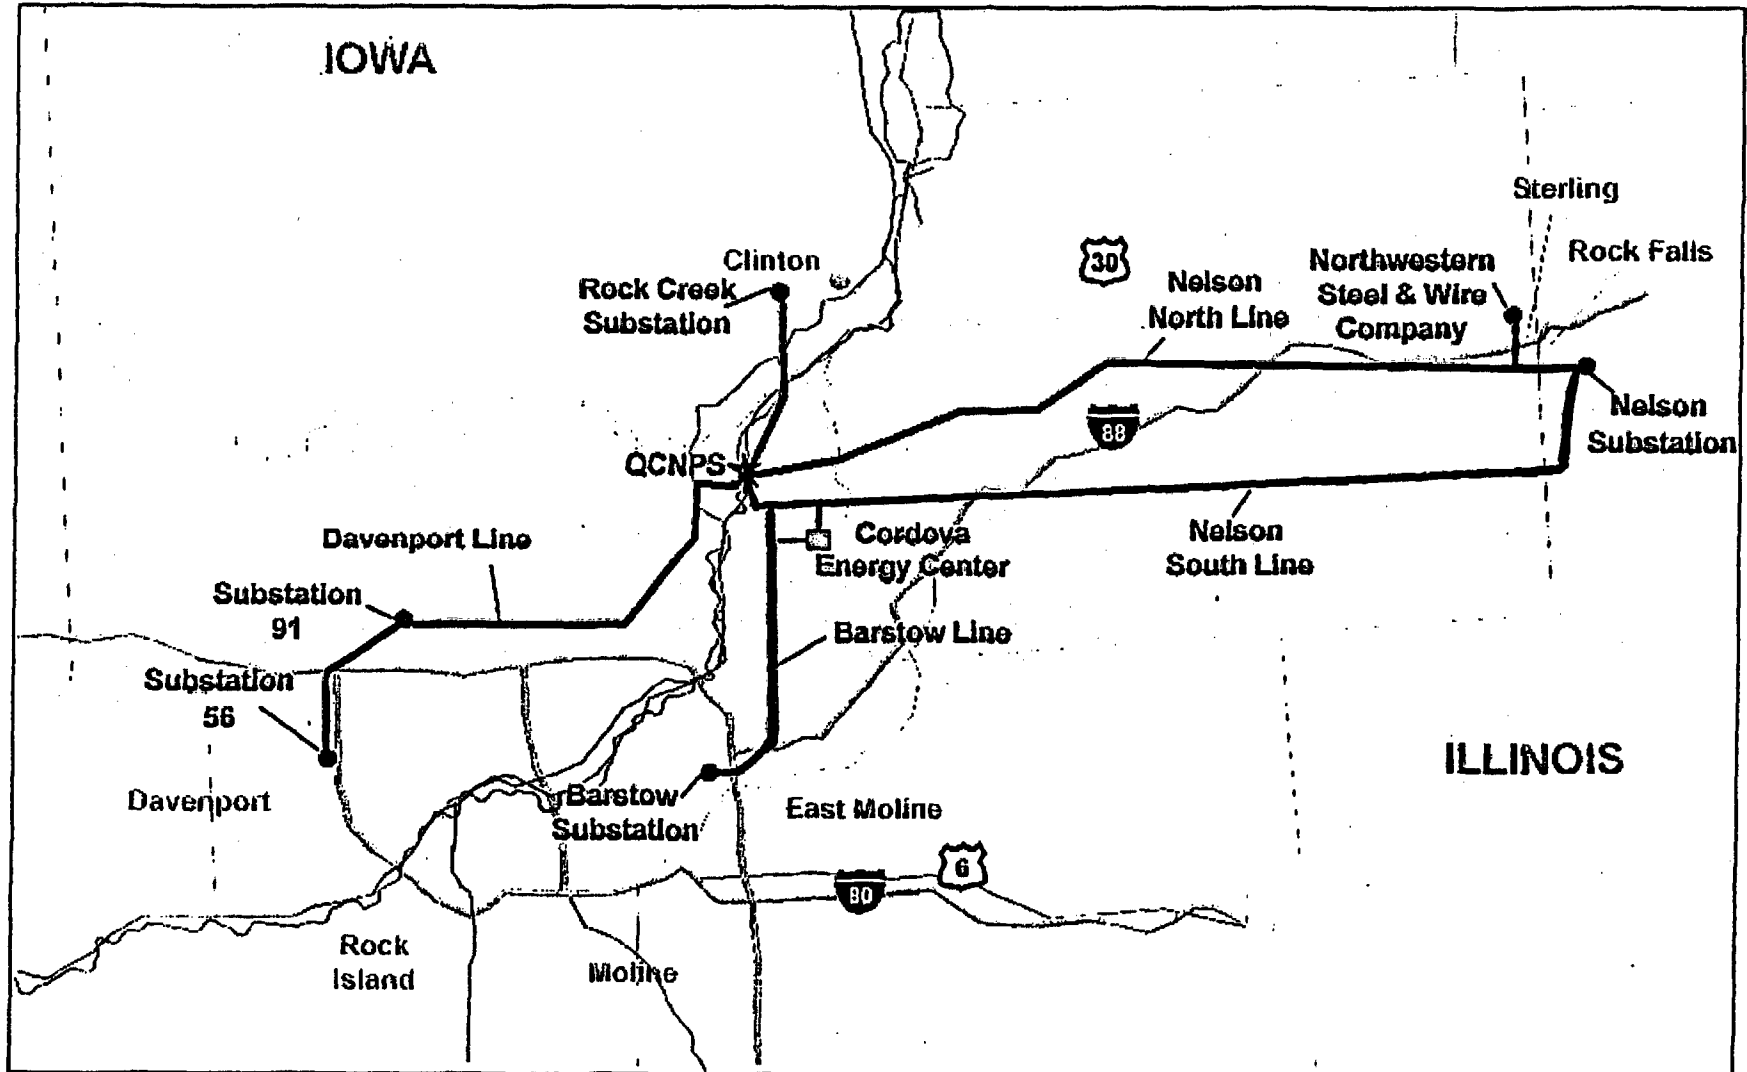 IOWA
Sterling
Rock Falls
Clinton
30
Northwestern
Steel & Wire
Company
Nelson
North Line
Rock Creek
Substation
Nelson
Substation
88
QCNPS
Davenport Line
Cordova
Energy Center
Nelson
South Line
Substation
91
Barstow Line
Substation
56
ILLINOIS
Davenport
Barstow
Substation
East Moline
6
80
Rock
Island
Moline